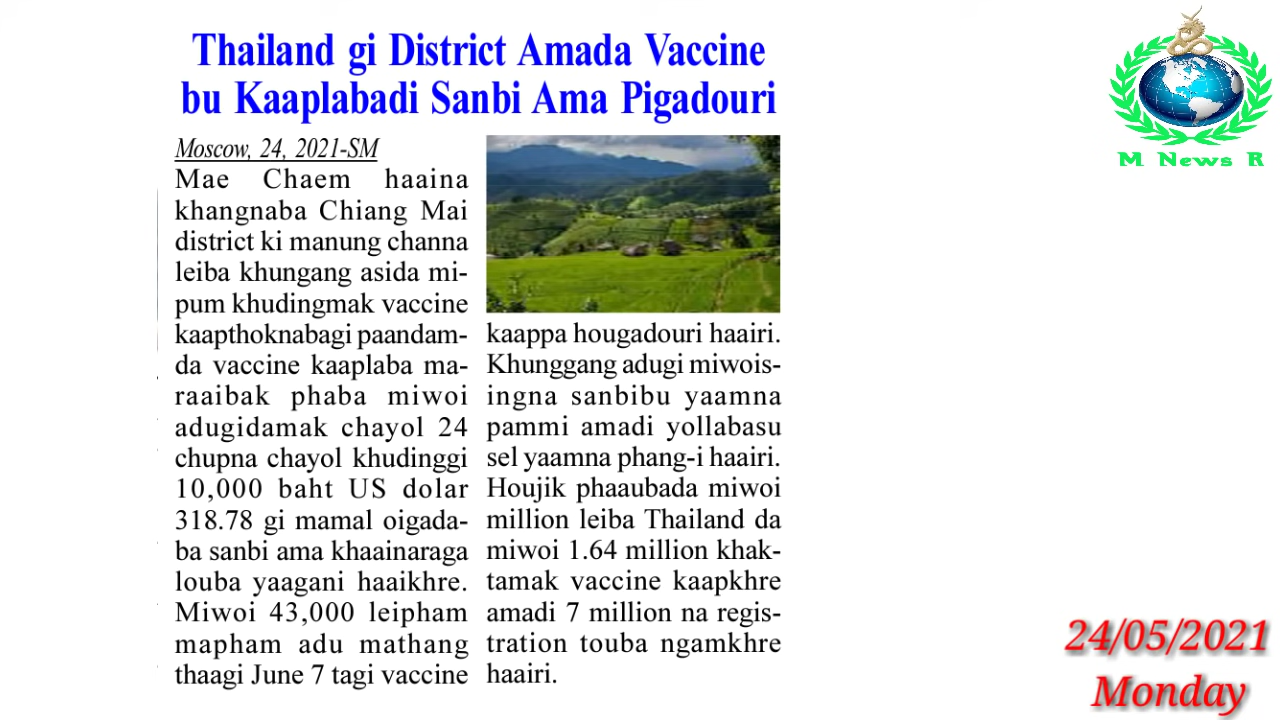 Thailand gi District Amada Vaccine
bu Kaaplabadi Sanbi Ama Pigadouri
Moscow, 24, 2021-SM
Mae Chaem haaina
khangnaba Chiang Mai
district ki manung channa
leiba khungang asida mi-
pum khudingmak vaccine
kaapthoknabagi paandam-
da vaccine kaaplaba ma-
raaibak phaba miwoi
adugidamak chayol 24
chupna chayol khudinggi
10,000 baht US dolar
318.78 gi mamal oigada-
ba sanbi ama khaainaraga
louba yaagani haaikhre.
Miwoi 43,000 leipham
mapham adu mathang
thaagi June 7 tagi vaccine
kaappa hougadouri haairi.
Khunggang adugi miwois-
ingna sanbibu yaamna
pammi amadi yollabasu
sel yaamna phang-i haairi.
Houjik phaaubada miwoi
million leiba Thailand da
miwoi 1.64 million khak-
tamak vaccine kaapkhre
amadi 7 million na regis-
tration touba ngamkhre
haairi.
M News R
24/05/2021
Monday